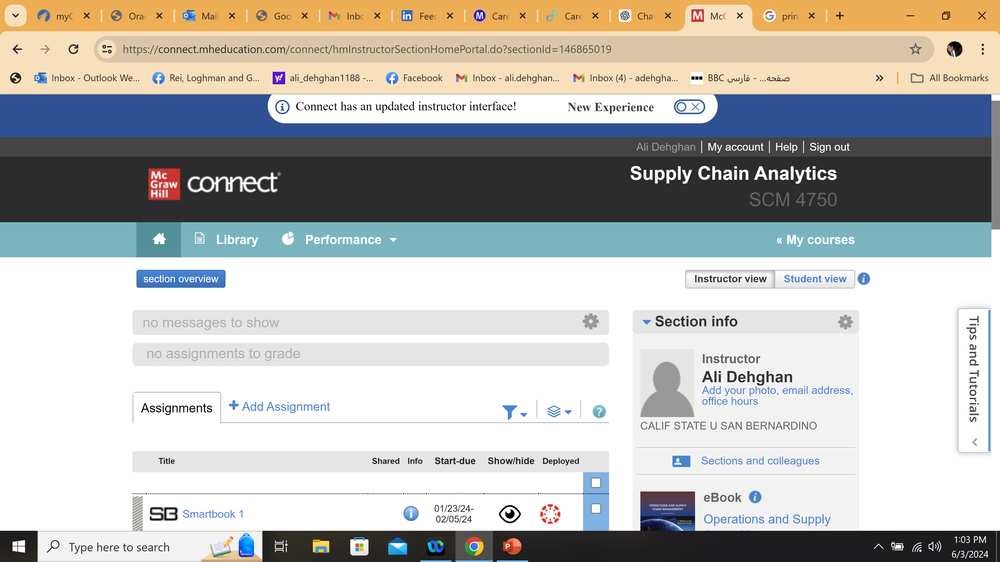 myC
Orac
Mail
Goo
Inbc
Feec
Care
Care
Chat
McG
prin
https://connect.mheducation.com/connect/hmInstructorSectionHomePortal.do?sectionId=146865019
Inbox - Outlook We...
Rei, Loghman and G...
ali_dehghan1188 -...
Facebook
Inbox - ali.dehghan...
Inbox (4) - adehgha...
BBC فارسی - ...صفحه
All Bookmarks
Connect has an updated instructor interface!
New Experience
Ali Dehghan
My account
Help
Sign out
Mc
Graw
Hill
connect
Supply Chain Analytics
SCM 4750
Library
Performance
« My courses
section overview
Instructor view
Student view
no messages to show
no assignments to grade
Assignments
Add Assignment
Title
Shared
Info
Start-due
Show/hide
Deployed
SB
Smartbook 1
01/23/24-
02/05/24
Section info
Instructor
Ali Dehghan
Add your photo, email address,
office hours
CALIF STATE U SAN BERNARDINO
Sections and colleagues
OPERATIONS AND SUPPLY
CHAIN MANAGEMENT
eBook
Operations and Supply
Tips and Tutorials
Type here to search
1:03 PM
6/3/2024